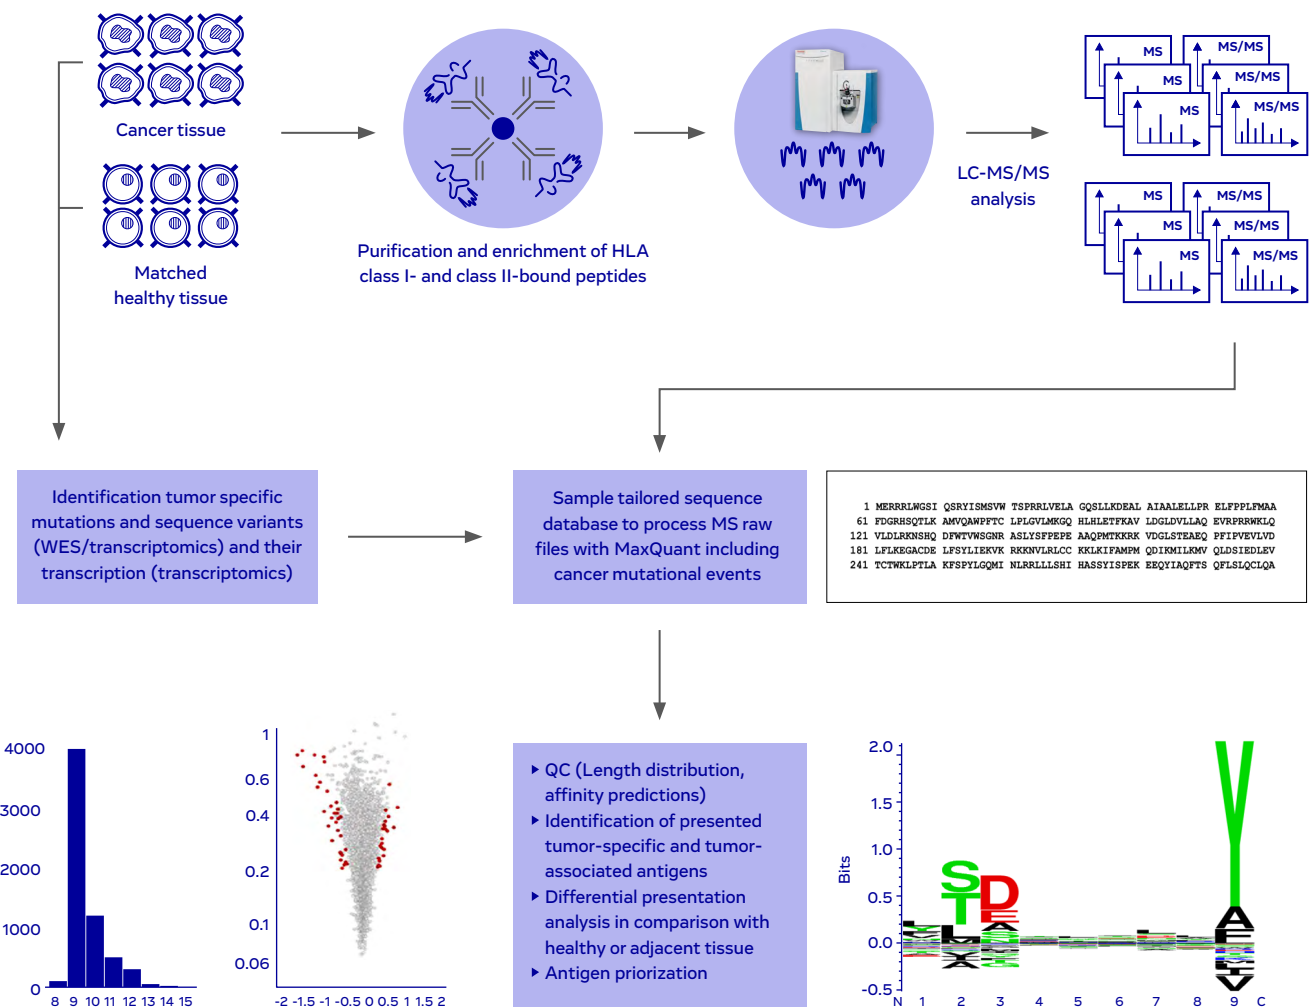 Cancer tissue
Matched
healthy tissue
Purification and enrichment of HLA
class I- and class II-bound peptides
LC-MS/MS
analysis
MS
MS
MS
MS/MS
MS/MS
MS/MS
MS
MS
MS
MS/MS
MS/MS
MS/MS
Identification tumor specific
mutations and sequence variants
(WES/transcriptomics) and their
transcription (transcriptomics)
Sample tailored sequence
database to process MS raw
files with MaxQuant including
cancer mutational events
1 MERRRLWGSI QSRYISMSVW TSPRRLVELA GQSLLKDEAL AIAALELLPR ELFPPLFMAA
61 FDGRHSQTLK AMVQAWPFTC LPLGVLMKGQ HLHLETFKAV LDGLDVLLAQ EVRPRRWKLQ
121 VLDLRKNSHQ DFWTVWSGNR ASLYSFPEPE AAQPMTKKRK VDGLSTEAEQ PFIPVEVLVD
181 LFLKEGACDE LFSYLIEKVK RKKNVLRLCC KKLKIFAMPM QDIKMILKMV QLDSIEDLEV
241 TCTWKLPTLA KFSPYLGQMI NLRRLLLSHI HASSYISPEK EEQYIAQFTS QFLSLQCLQA
4000
3000
2000
1000
0
8 9 10 11 12 13 14 15
1
0.6
0.4
0.2
0.1
0.06
-2 -1.5 -1 -0.5 0 0.5 1 1.5 2
▸ QC (Length distribution,
affinity predictions)
▸ Identification of presented
tumor-specific and tumor-
associated antigens
▸ Differential presentation
analysis in comparison with
healthy or adjacent tissue
▸ Antigen priorization
Bits
2.0
1.5
1.0
0.5
0.0
-0.5
S
T
D
E
A
Y
A
F
N 1 2 3 4 5 6 7 8 9 C